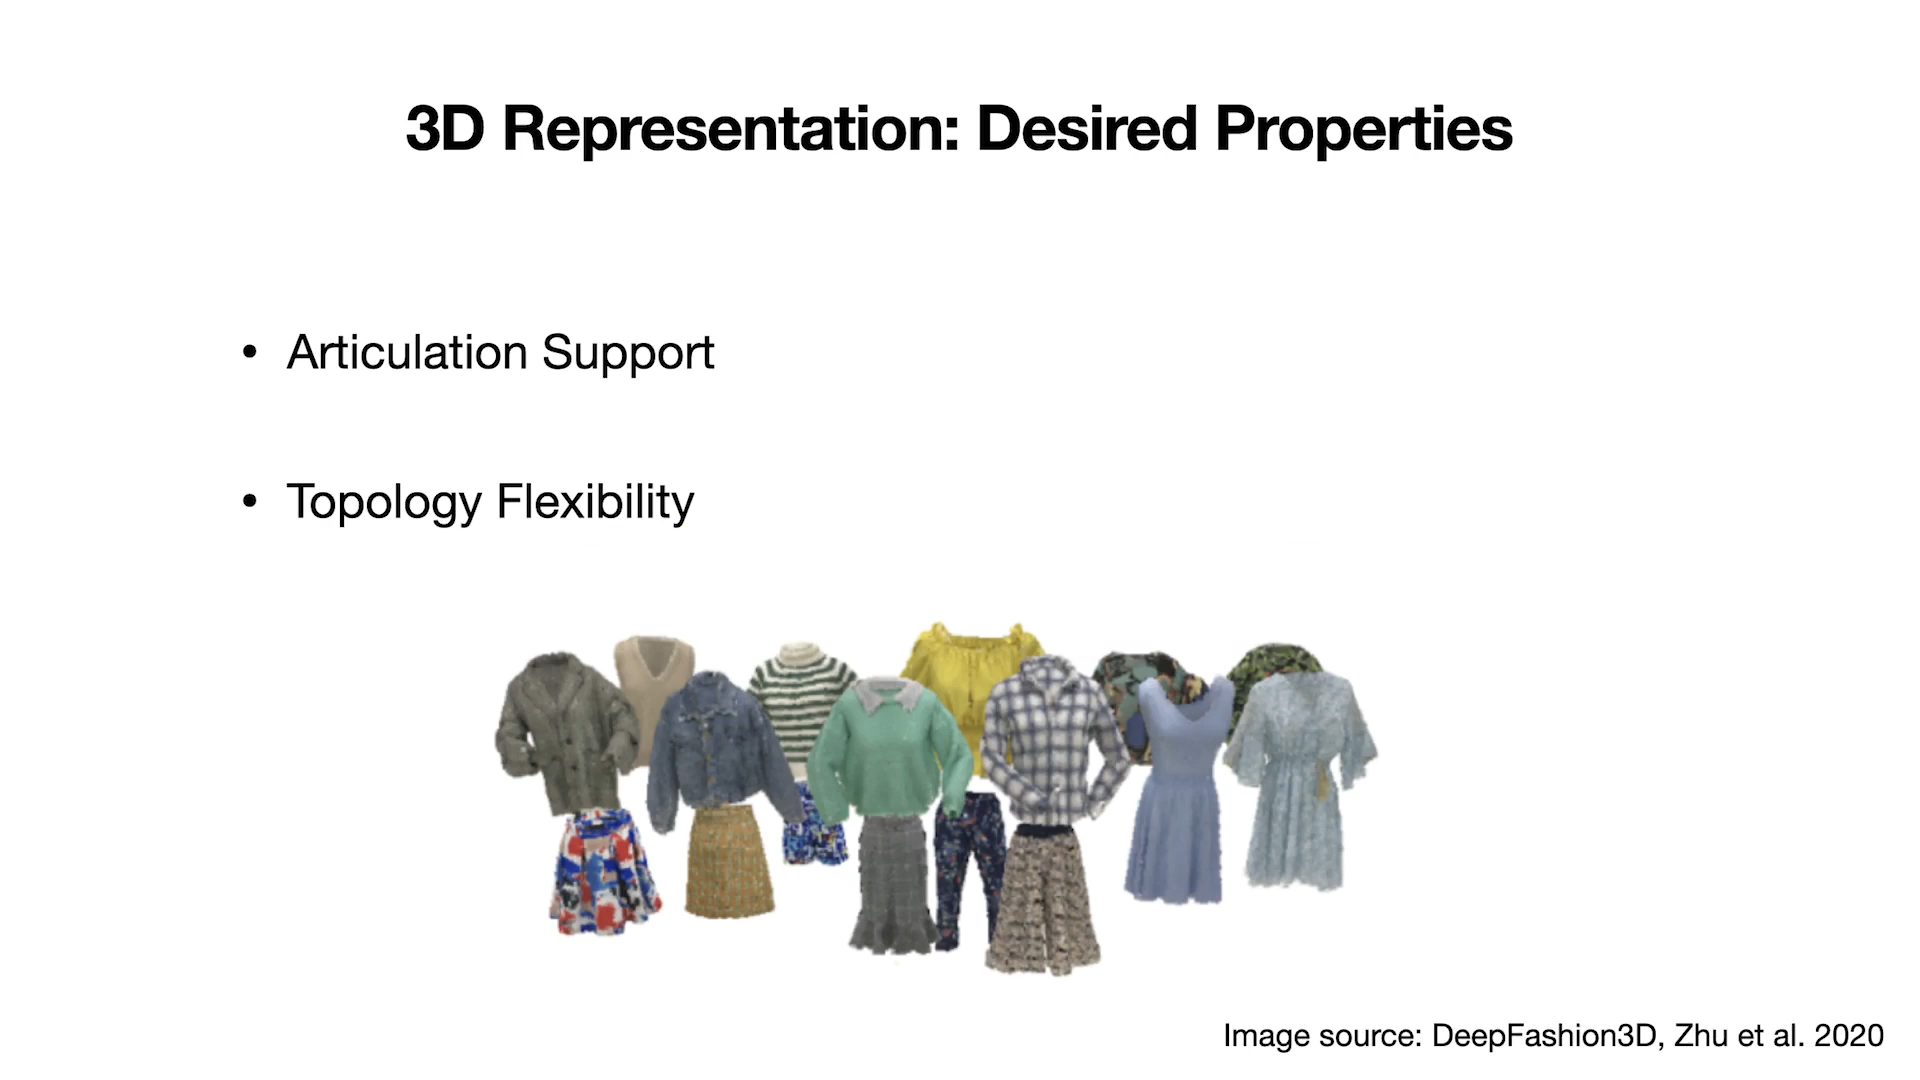 3D Representation: Desired Properties
• Articulation Support
• Topology Flexibility
Image source: DeepFashion3D, Zhu et al. 2020